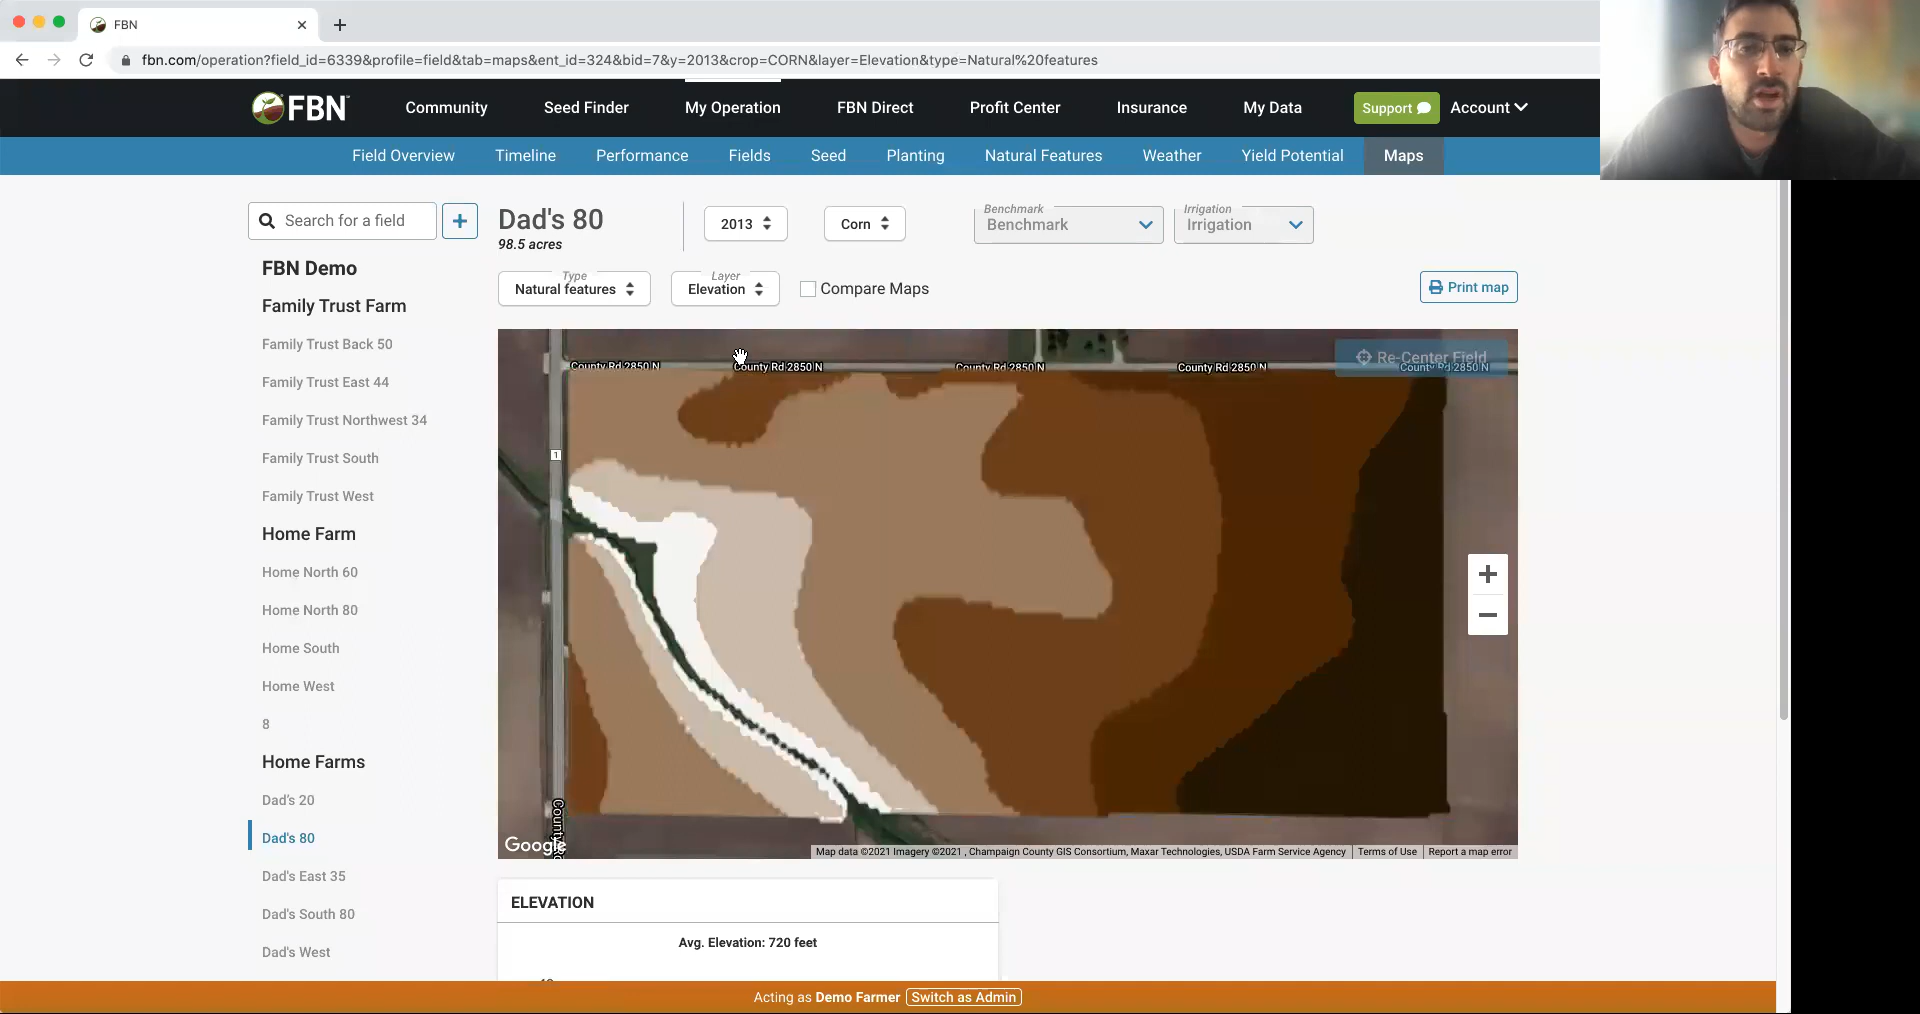 FBN
fbn.com/operation?field_id=6339&profile=field&tab=maps&ent_id=324&bid=7&y=2013&crop=CORN&layer=Elevation&type=Natural%20features
FBN Community Seed Finder My Operation FBN Direct Profit Center Insurance My Data Support Account
Field Overview Timeline Performance Fields Seed Planting Natural Features Weather Yield Potential Maps
Search for a field +
FBN Demo
Family Trust Farm
Family Trust Back 50
Family Trust East 44
Family Trust Northwest 34
Family Trust South
Family Trust West
Home Farm
Home North 60
Home North 80
Home South
Home West
8
Home Farms
Dad's 20
Dad's 80
Dad's East 35
Dad's South 80
Dad's West
Dad's 80
98.5 acres
2013
Corn
Benchmark
Benchmark
Irrigation
Irrigation
Type
Natural features
Layer
Elevation
Compare Maps
Print map
Re-Center Field
County Rd 2850 N County Rd 2850 N County Rd 2850 N County Rd 2850 N County Rd 2850 N
1
Google
Map data ©2021 Imagery ©2021 , Champaign County GIS Consortium, Maxar Technologies, USDA Farm Service Agency Terms of Use Report a map error
ELEVATION
Avg. Elevation: 720 feet
Acting as Demo Farmer Switch as Admin